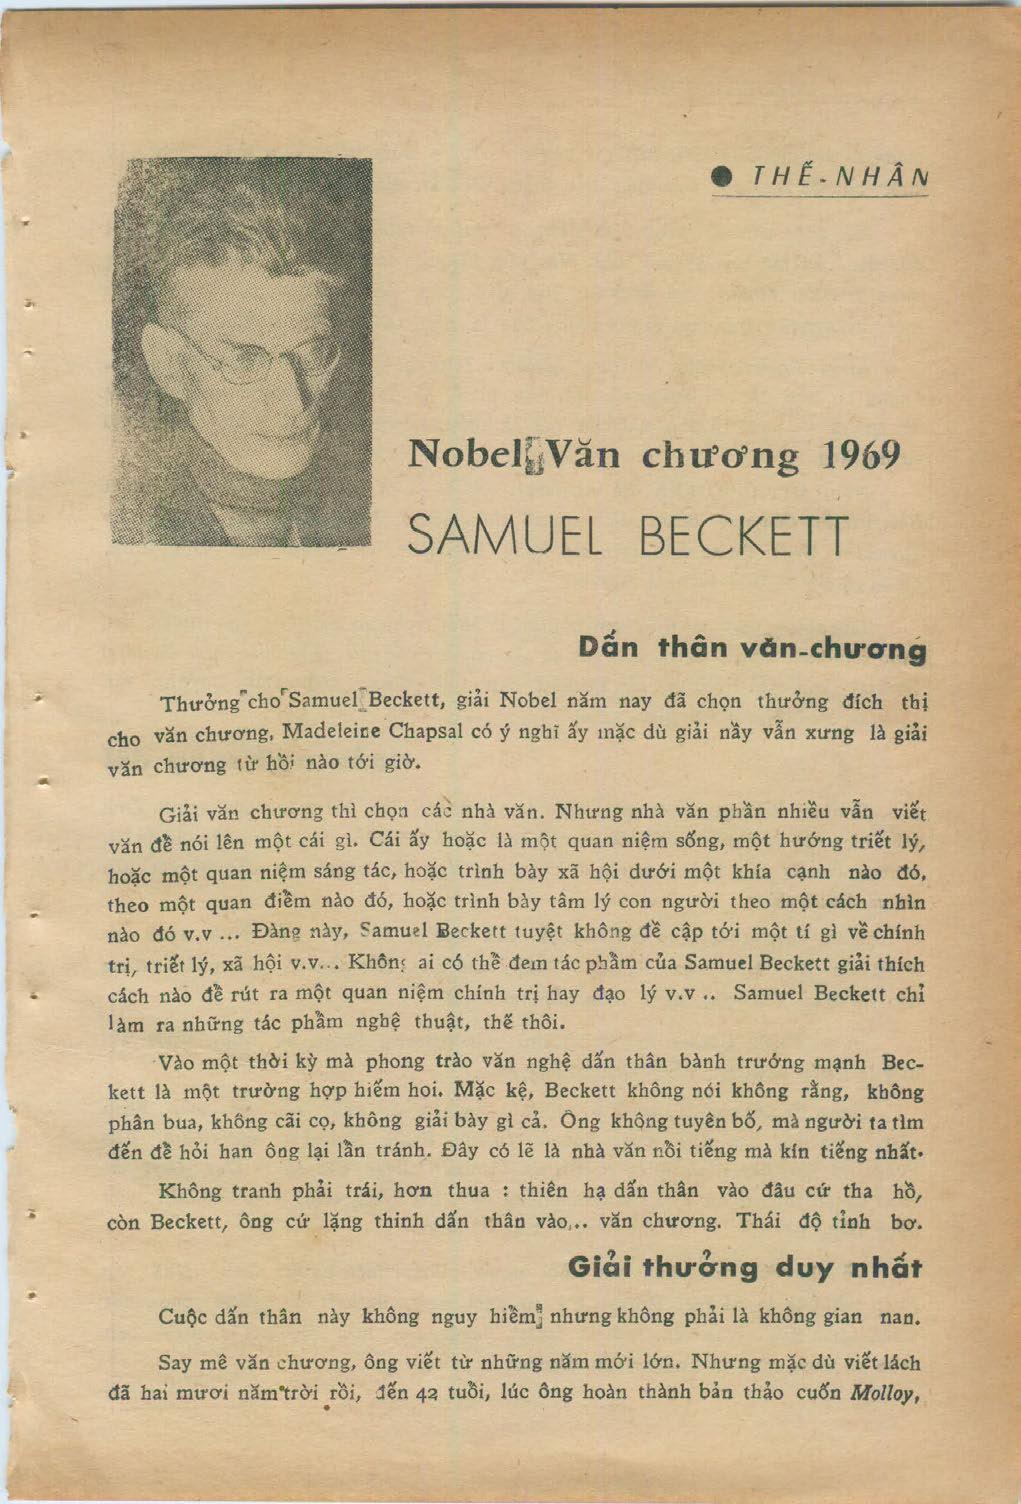 ● THẾ-NHÂN
Nobel Văn chương 1969
SAMUEL BECKETT
Dấn thân văn-chương
Thưởng cho Samuel Beckett, giải Nobel năm nay đã chọn thưởng đích thị
cho văn chương, Madeleine Chapsal có ý nghĩ ấy mặc dù giải nầy vẫn xưng là giải
văn chương từ hồi nào tới giờ.
Giải văn chương thì chọn các nhà văn. Nhưng nhà văn phần nhiều vẫn viết
văn để nói lên một cái gì. Cái ấy hoặc là một quan niệm sống, một hướng triết lý,
hoặc một quan niệm sáng tác, hoặc trình bày xã hội dưới một khía cạnh nào đó,
theo một quan điểm nào đó, hoặc trình bày tâm lý con người theo một cách nhìn
nào đó v.v ... Đàng này, Samuel Beckett tuyệt không đề cập tới một tí gì về chính
trị, triết lý, xã hội v.v... Không ai có thể đem tác phẩm của Samuel Beckett giải thích
cách nào để rút ra một quan niệm chính trị hay đạo lý v.v .. Samuel Beckett chỉ
làm ra những tác phẩm nghệ thuật, thế thôi.
Vào một thời kỳ mà phong trào văn nghệ dấn thân bành trướng mạnh Bec-
kett là một trường hợp hiếm hoi. Mặc kệ, Beckett không nói không rằng, không
phân bua, không cãi cọ, không giải bày gì cả. Ông không tuyên bố, mà người ta tìm
đến để hỏi han ông lại lẩn tránh. Đây có lẽ là nhà văn nổi tiếng mà kín tiếng nhất.
Không tranh phải trái, hơn thua : thiên hạ dấn thân vào đâu cứ tha hồ,
còn Beckett, ông cứ lặng thinh dấn thân vào... văn chương. Thái độ tỉnh bơ.
Giải thưởng duy nhất
Cuộc dấn thân này không nguy hiểm, nhưng không phải là không gian nan.
Say mê văn chương, ông viết từ những năm mới lớn. Nhưng mặc dù viết lách
đã hai mươi năm trời rồi, đến 42 tuổi, lúc ông hoàn thành bản thảo cuốn Molloy,